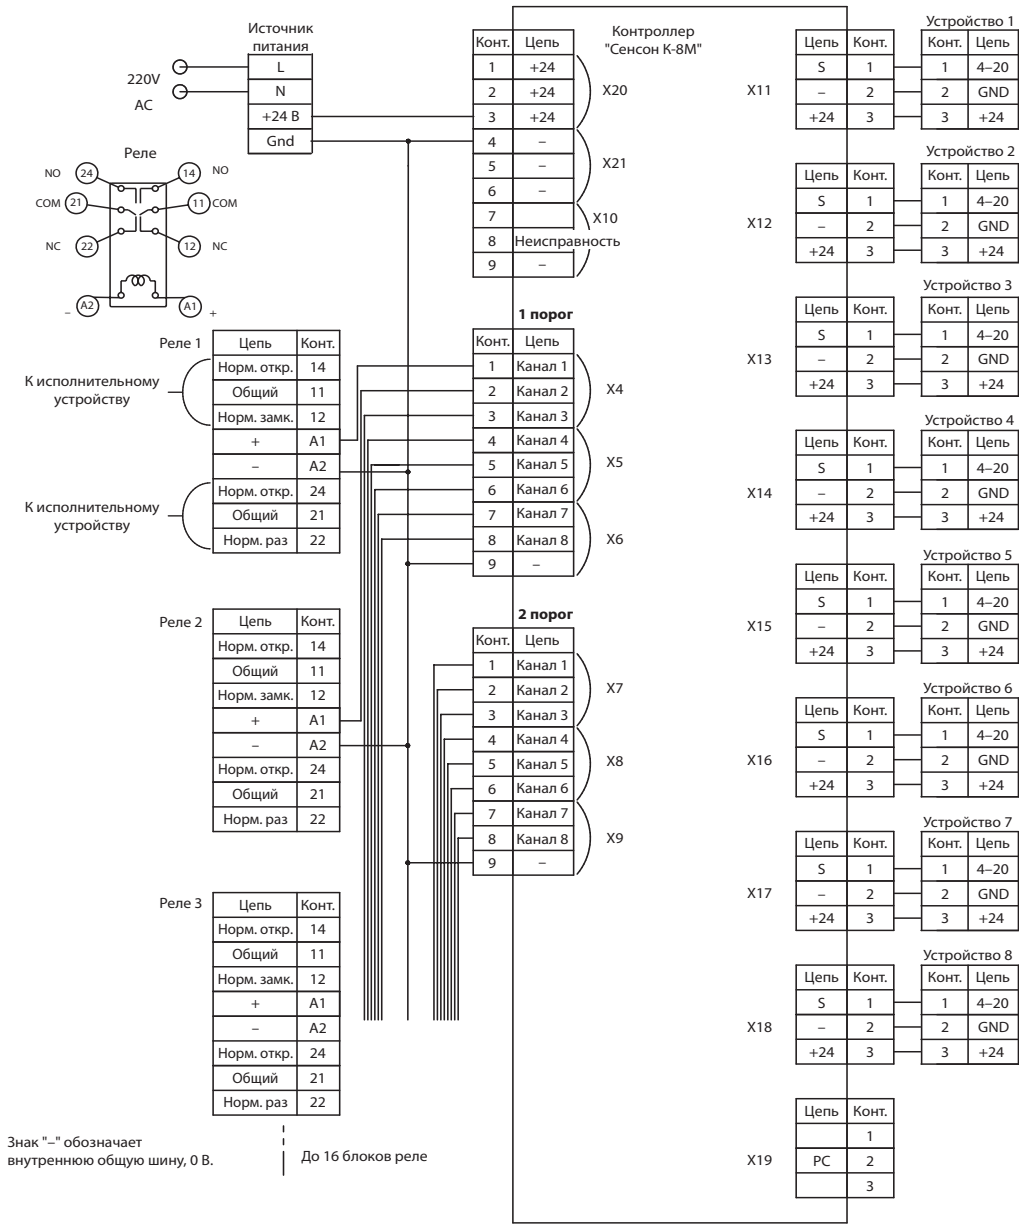 Источник
питания
L
N
+24 В
Gnd
220V
AC
Реле
NO 24 14 NO
COM 21 11 COM
NC 22 12 NC
– A2 A1 +
Контроллер
"Сенсон К-8М"
Конт. Цепь
1 +24
2 +24
3 +24
X20
4 –
5 –
6 –
X21
7
8 Неисправность
9 –
X10
1 порог
Конт. Цепь
1 Канал 1
2 Канал 2
3 Канал 3
X4
4 Канал 4
5 Канал 5
6 Канал 6
X5
7 Канал 7
8 Канал 8
9 –
X6
2 порог
Конт. Цепь
1 Канал 1
2 Канал 2
3 Канал 3
X7
4 Канал 4
5 Канал 5
6 Канал 6
X8
7 Канал 7
8 Канал 8
9 –
X9
Реле 1
Цепь Конт.
Норм. откр. 14
Общий 11
Норм. замк. 12
+ A1
– A2
Норм. откр. 24
Общий 21
Норм. раз 22
К исполнительному
устройству
К исполнительному
устройству
Реле 2
Цепь Конт.
Норм. откр. 14
Общий 11
Норм. замк. 12
+ A1
– A2
Норм. откр. 24
Общий 21
Норм. раз 22
Реле 3
Цепь Конт.
Норм. откр. 14
Общий 11
Норм. замк. 12
+ A1
– A2
Норм. откр. 24
Общий 21
Норм. раз 22
Знак "–" обозначает
внутреннюю общую шину, 0 В.
До 16 блоков реле
Устройство 1
Цепь Конт. Конт. Цепь
S 1 1 4–20
X11 – 2 2 GND
+24 3 3 +24
Устройство 2
Цепь Конт. Конт. Цепь
S 1 1 4–20
X12 – 2 2 GND
+24 3 3 +24
Устройство 3
Цепь Конт. Конт. Цепь
S 1 1 4–20
X13 – 2 2 GND
+24 3 3 +24
Устройство 4
Цепь Конт. Конт. Цепь
S 1 1 4–20
X14 – 2 2 GND
+24 3 3 +24
Устройство 5
Цепь Конт. Конт. Цепь
S 1 1 4–20
X15 – 2 2 GND
+24 3 3 +24
Устройство 6
Цепь Конт. Конт. Цепь
S 1 1 4–20
X16 – 2 2 GND
+24 3 3 +24
Устройство 7
Цепь Конт. Конт. Цепь
S 1 1 4–20
X17 – 2 2 GND
+24 3 3 +24
Устройство 8
Цепь Конт. Конт. Цепь
S 1 1 4–20
X18 – 2 2 GND
+24 3 3 +24
Цепь Конт.
1
X19 PC 2
3